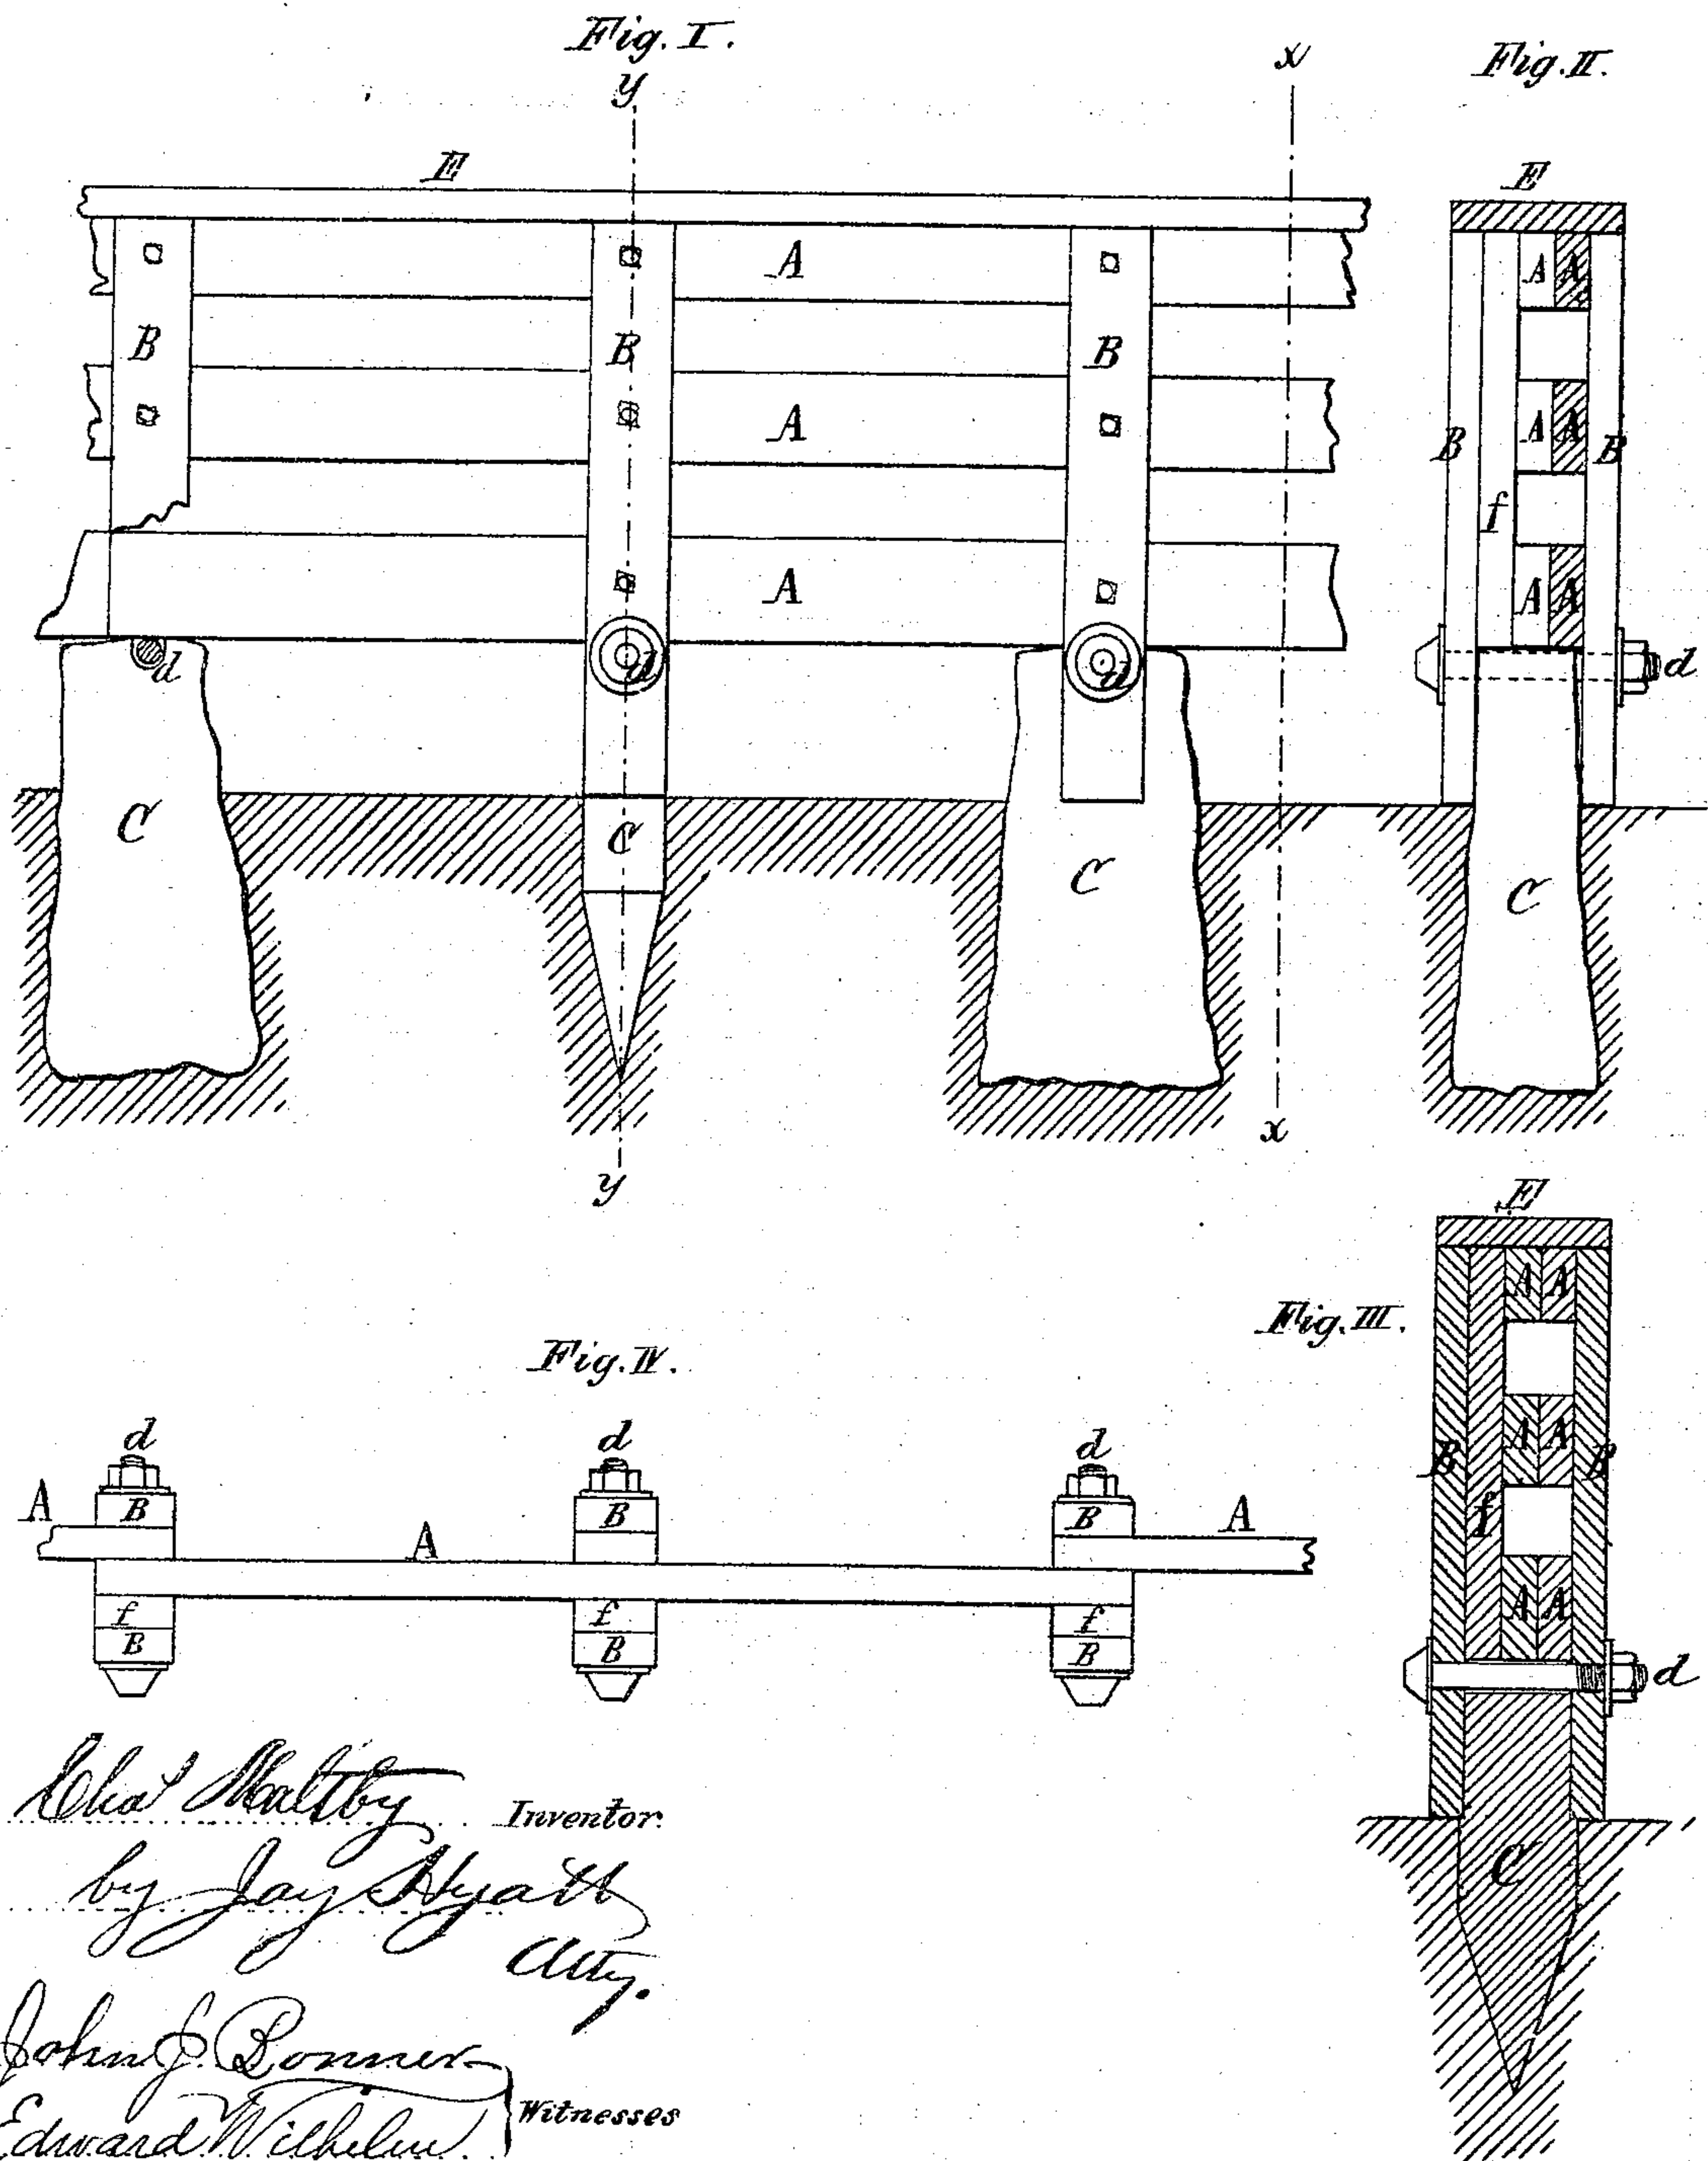 Fig. I.
x
Fig. II.
y
E
E
A
A A
B
B
B
A
A A
B
B
f
A
A A
d
d
d
d
C
C
C
C
x
y
E
Fig. III.
A A
Fig. IV.
d
d
d
A A
B
B
A
B
B
B
A
A
f
f
f
f
A A
B
B
B
d
Chas Maltby Inventor.
by Jay Hyatt
Atty.
C
John J. Bonner
Edward Wilhelm.
Witnesses